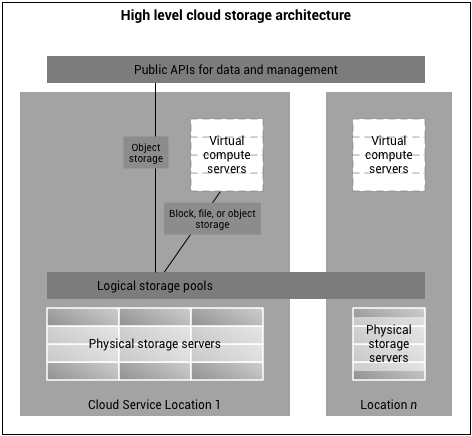 High level cloud storage architecture
Public APIs for data and management
Object
storage
Virtual
compute
servers
Virtual
compute
servers
Block, file, or object
storage
Logical storage pools
Physical storage servers
Physical
storage
servers
Cloud Service Location 1
Location n